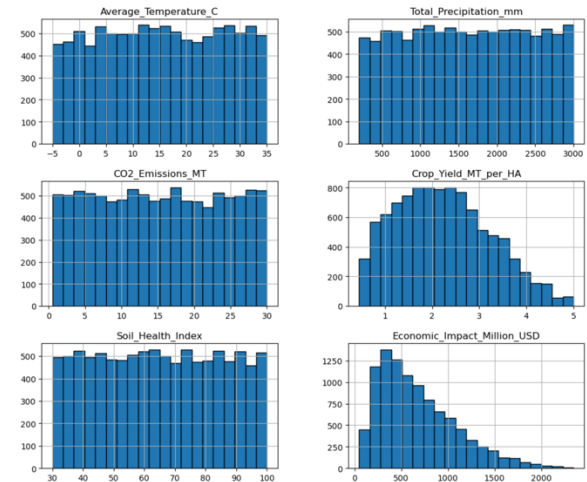 Average_Temperature_C
500
400
300
200
100
0
-5 0 5 10 15 20 25 30 35
Total_Precipitation_mm
500
400
300
200
100
0
500 1000 1500 2000 2500 3000
CO2_Emissions_MT
500
400
300
200
100
0
0 5 10 15 20 25 30
Crop_Yield_MT_per_HA
800
600
400
200
0
1 2 3 4 5
Soil_Health_Index
500
400
300
200
100
0
30 40 50 60 70 80 90 100
Economic_Impact_Million_USD
1250
1000
750
500
250
0
0 500 1000 1500 2000